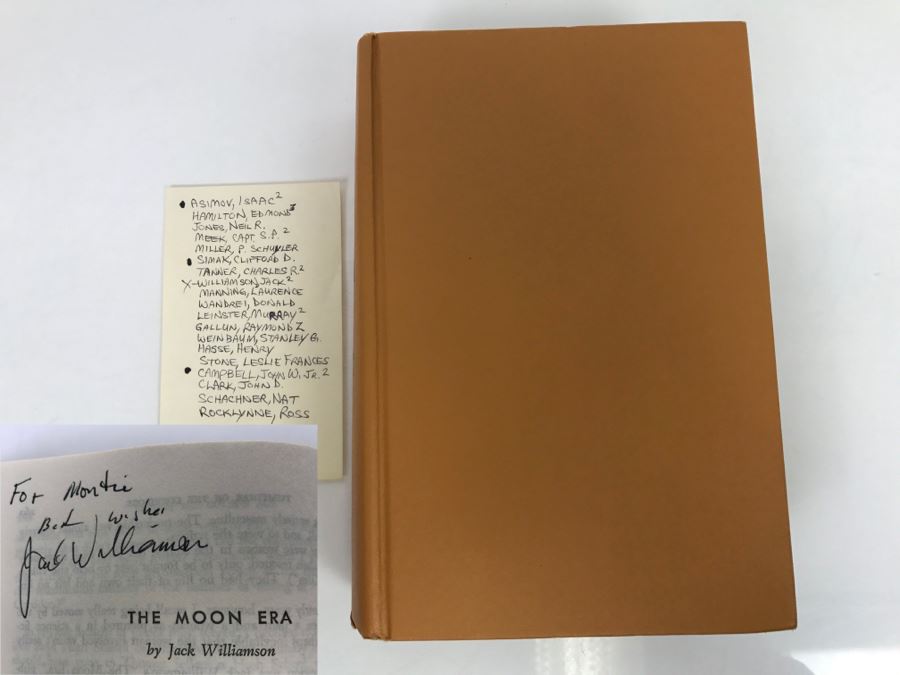 • ASIMOV, ISAAC 2
HAMILTON, EDMOND 3
JONES, NEIL R.
MEEK, CAPT. S.P. 2
MILLER, P. SCHUYLER
• SIMAK, CLIFFORD D.
TANNER, CHARLES R. 2
X-WILLIAMSON, JACK 2
MANNING, LAURENCE
WANDREI, DONALD
LEINSTER, MURRAY 2
GALLUN, RAYMOND Z
WEINBAUM, STANLEY G.
HASSE, HENRY
STONE, LESLIE FRANCES
• CAMPBELL, JOHN W. JR. 2
CLARK, JOHN D.
SCHACHNER, NAT
ROCKLYNNE, ROSS
For Montie
Best wishes
Jack Williamson
THE MOON ERA
by Jack Williamson